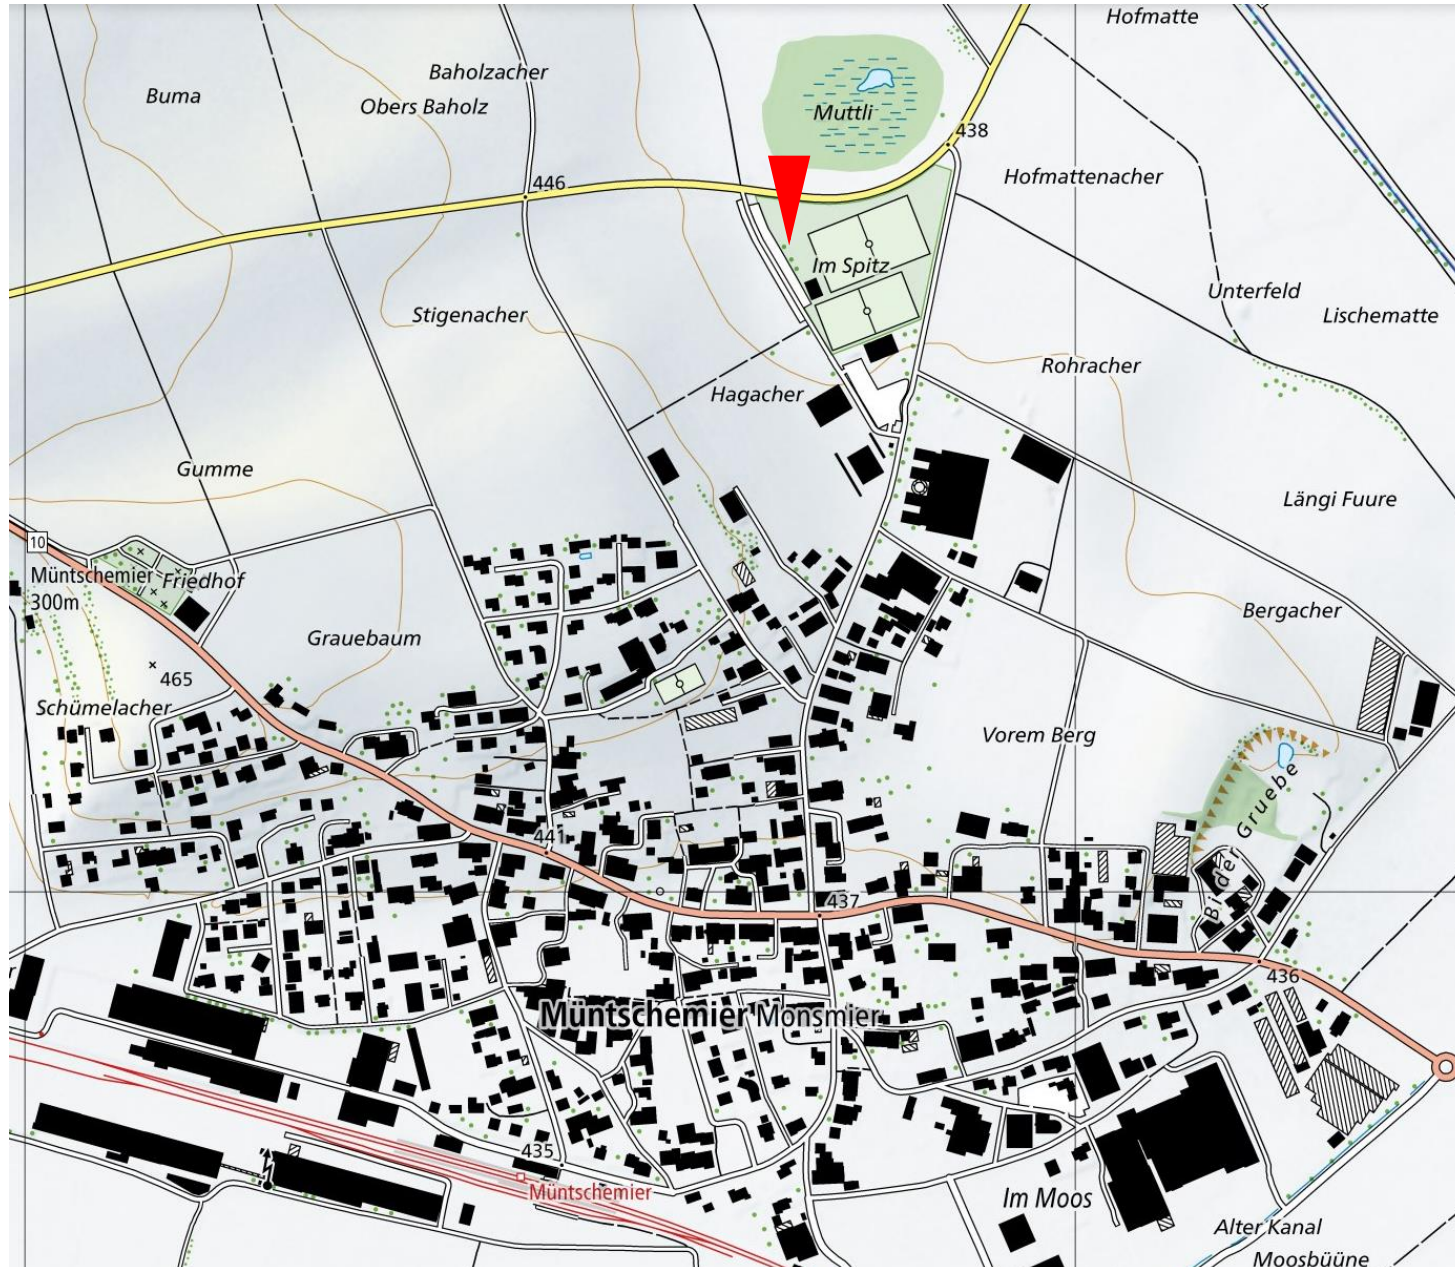 Hofmatte
Baholzacher
Buma
Obers Baholz
Muttli
438
Hofmattenacher
446
Im Spitz
Unterfeld
Lischematte
Stigenacher
Rohracher
Hagacher
Gumme
Längi Fuure
10
Müntschemier
300m
Friedhof
Bergacher
Grauebaum
465
Schümelacher
Vorem Berg
Bider Gruebe
441
437
436
Müntschemier Monsmier
435
Müntschemier
Im Moos
Alter Kanal
Moosbüüne